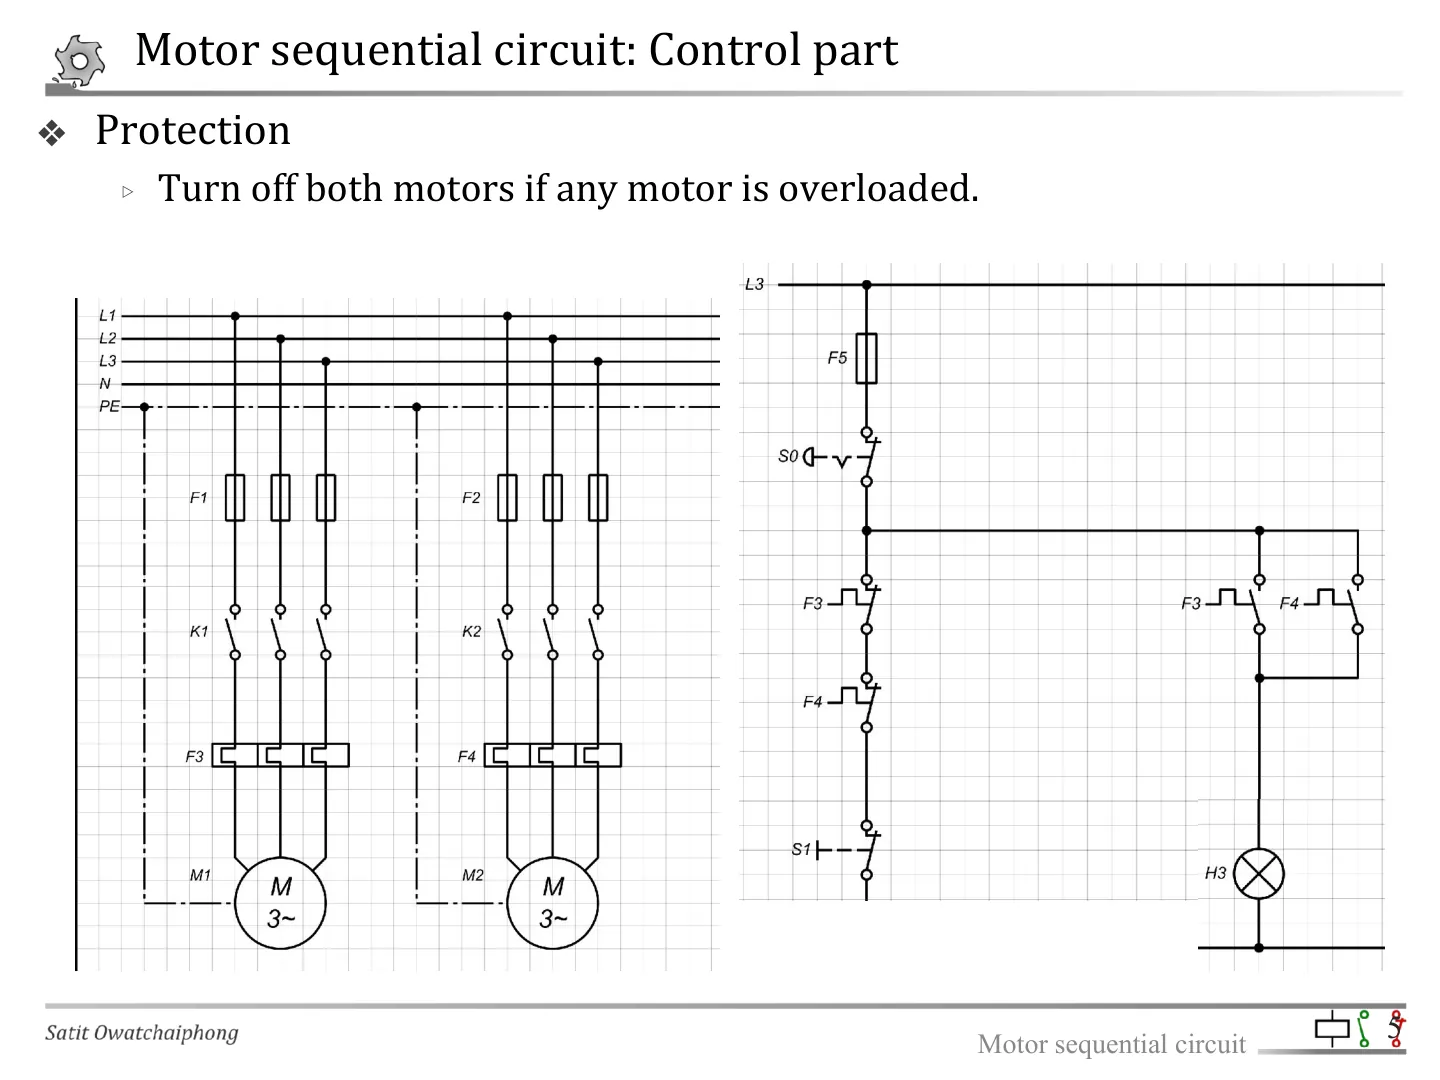 Motor sequential circuit: Control part
❖ Protection
▷ Turn off both motors if any motor is overloaded.
L1
L2
L3
N
PE
F1
F2
K1
K2
F3
F4
M1
M
3~
M2
M
3~
L3
F5
S0
F3
F4
S1
F3
F4
H3
Satit Owatchaiphong
Motor sequential circuit
5